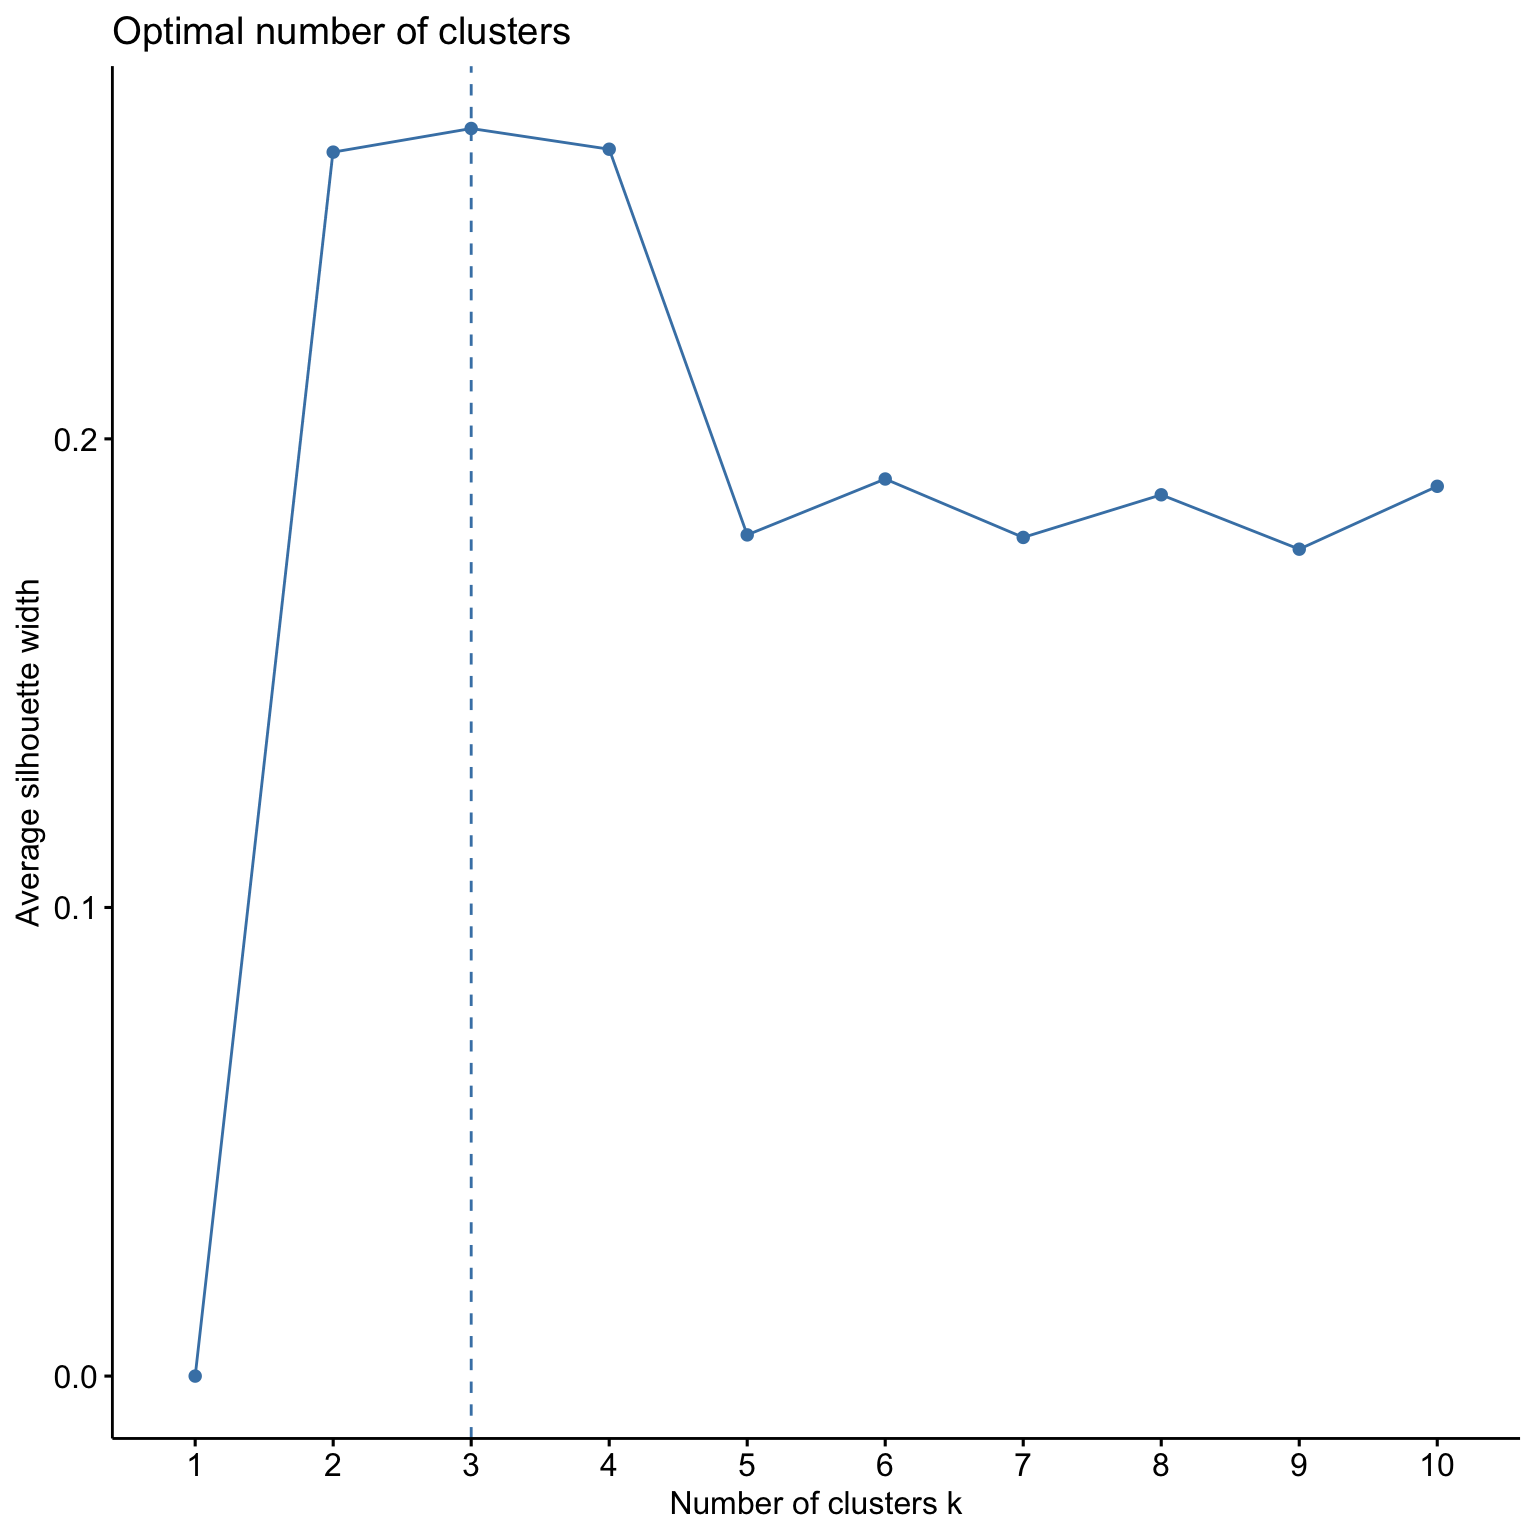 Optimal number of clusters
Average silhouette width
0.2
0.1
0.0
1 2 3 4 5 6 7 8 9 10
Number of clusters k